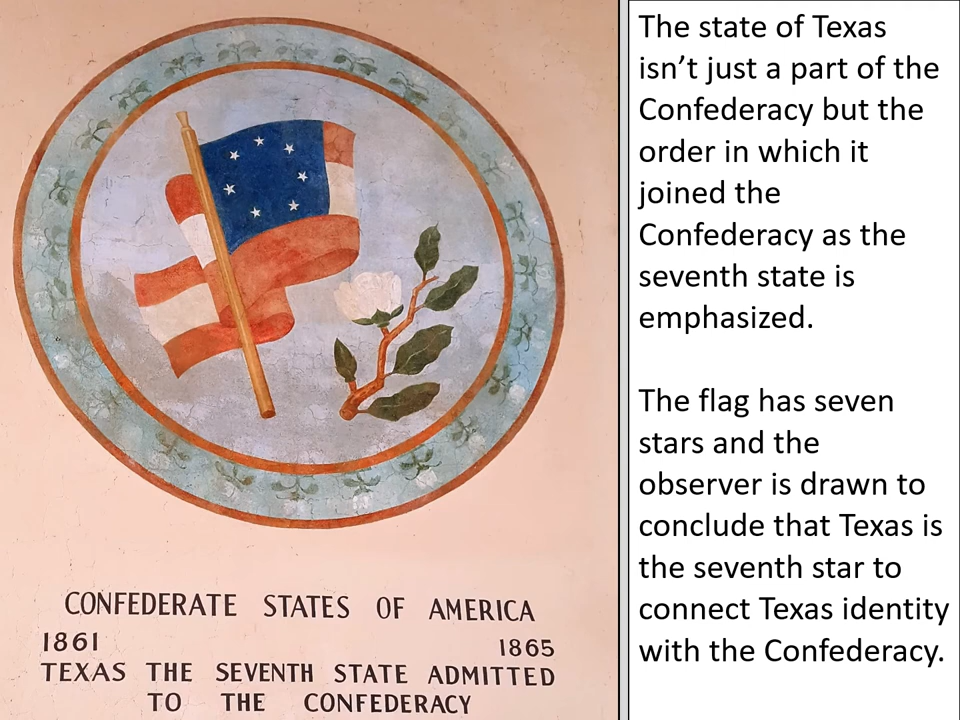 CONFEDERATE STATES OF AMERICA
1861 1865
TEXAS THE SEVENTH STATE ADMITTED
TO THE CONFEDERACY
The state of Texas
isn’t just a part of the
Confederacy but the
order in which it
joined the
Confederacy as the
seventh state is
emphasized.
The flag has seven
stars and the
observer is drawn to
conclude that Texas is
the seventh star to
connect Texas identity
with the Confederacy.